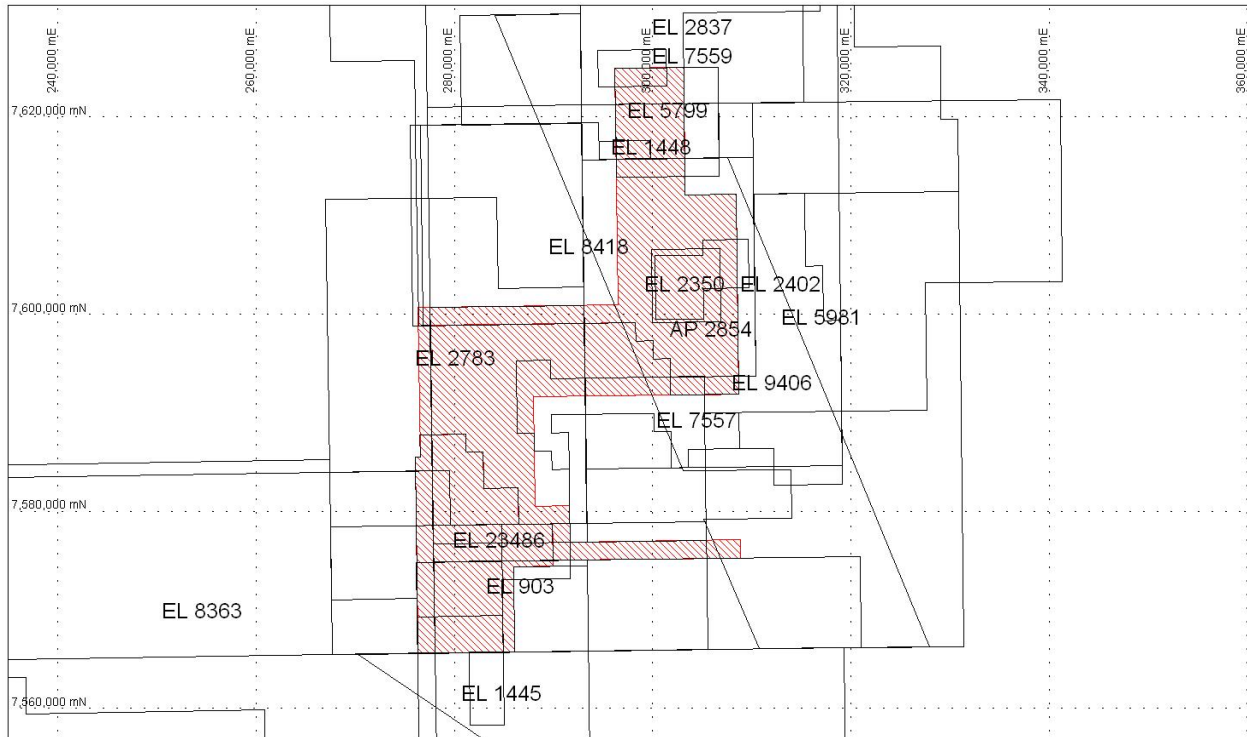 EL 2837
240,000 mE
260,000 mE
280,000 mE
300,000 mE
320,000 mE
340,000 mE
EL 7559
7,620,000 mN
EL 5799
EL 1448
EL 8418
EL 2350
EL 2402
7,600,000 mN
EL 5981
AP 2854
EL 2783
EL 9406
EL 7557
7,580,000 mN
EL 23486
EL 903
EL 8363
EL 1445
7,560,000 mN